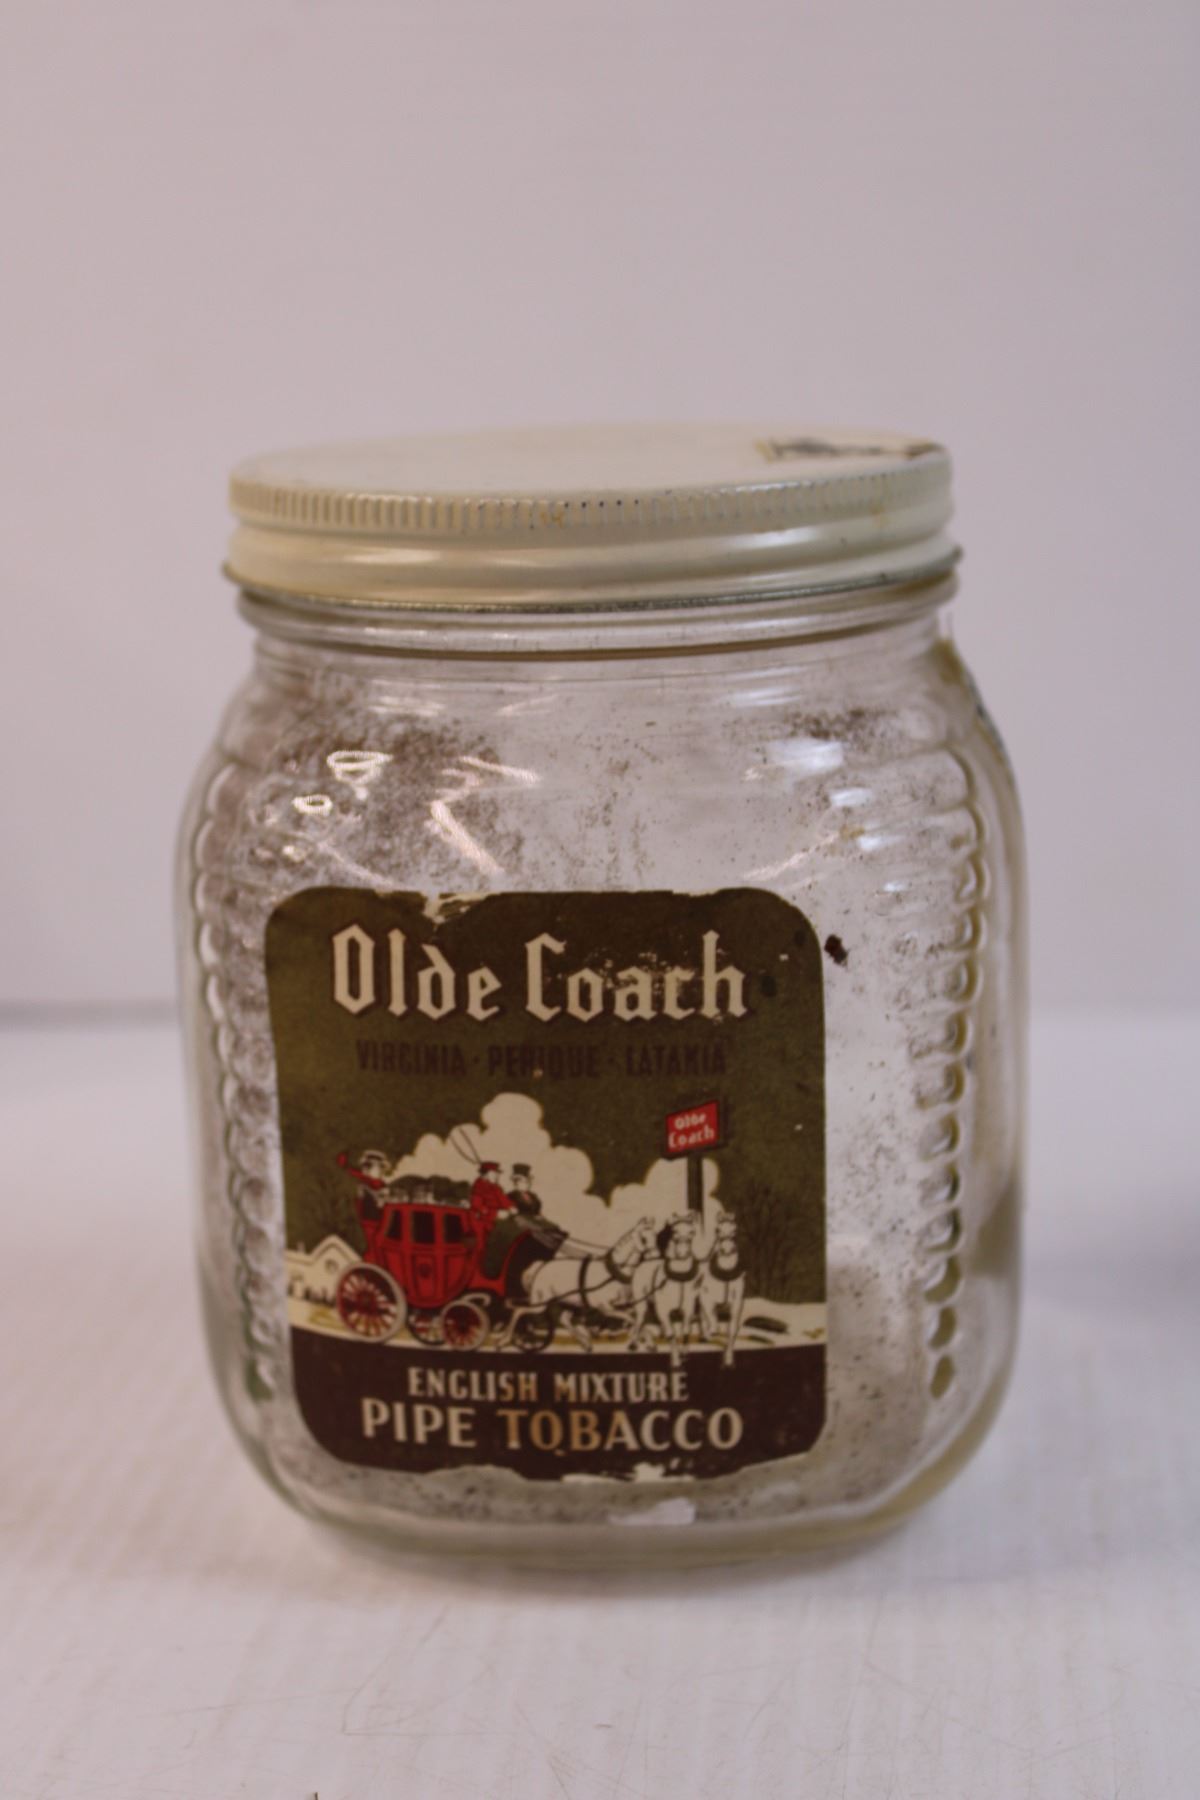 Olde Coach
VIRGINIA · PERIQUE · LATAKIA
Olde
Coach
ENGLISH MIXTURE
PIPE TOBACCO